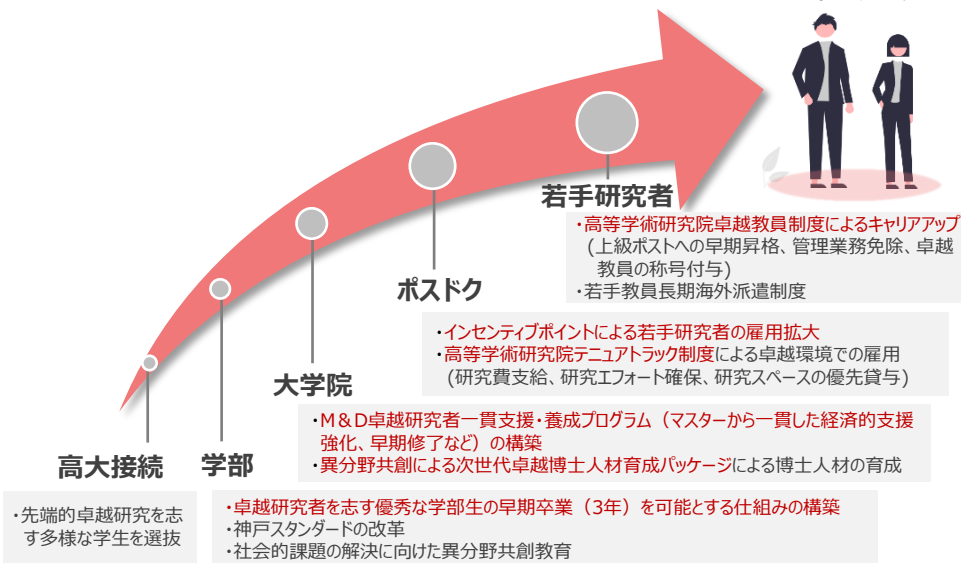 若手研究者
・高等学術研究院卓越教員制度によるキャリアアップ
(上級ポストへの早期昇格、管理業務免除、卓越
教員の称号付与)
・若手教員長期海外派遣制度
ポスドク
・インセンティブポイントによる若手研究者の雇用拡大
・高等学術研究院テニュアトラック制度による卓越環境での雇用
(研究費支給、研究エフォート確保、研究スペースの優先貸与)
大学院
・M&D卓越研究者一貫支援・養成プログラム（マスターから一貫した経済的支援
強化、早期修了など）の構築
・異分野共創による次世代卓越博士人材育成パッケージによる博士人材の育成
高大接続
学部
・先端的卓越研究を志
す多様な学生を選抜
・卓越研究者を志す優秀な学部生の早期卒業（3年）を可能とする仕組みの構築
・神戸スタンダードの改革
・社会的課題の解決に向けた異分野共創教育